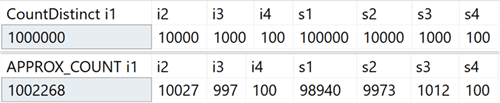 CountDistinct i1 i2 i3 i4 s1 s2 s3 s4
1000000 10000 1000 100 100000 10000 1000 100
APPROX_COUNT i1 i2 i3 i4 s1 s2 s3 s4
1002268 10027 997 100 98940 9973 1012 100